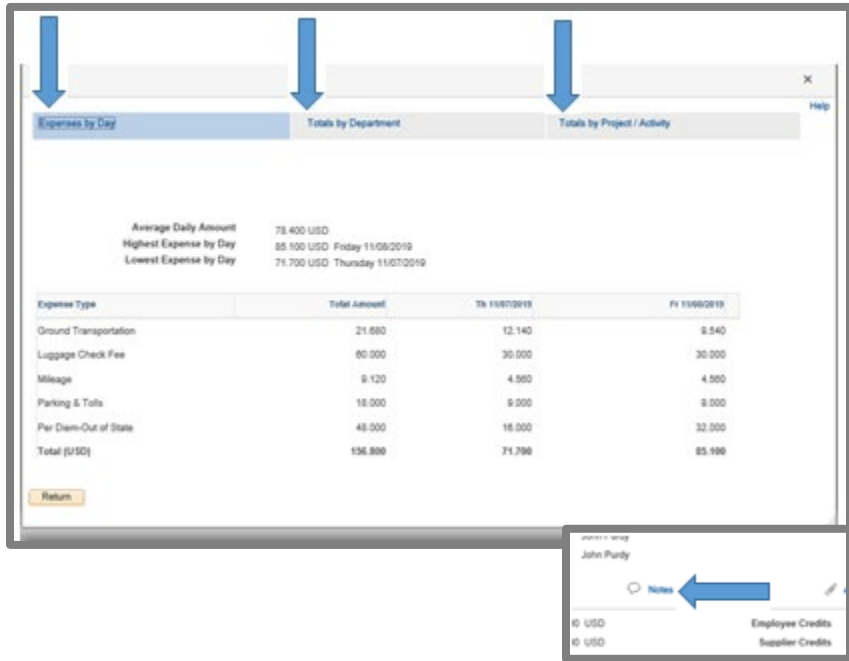 Help
Expenses by Day Totals by Department Totals by Project / Activity
Average Daily Amount 78.400 USD
Highest Expense by Day 85.100 USD Friday 11/08/2019
Lowest Expense by Day 71.700 USD Thursday 11/07/2019
Expense Type Total Amount Th 11/07/2019 Fr 11/08/2019
Ground Transportation 21.680 12.140 9.540
Luggage Check Fee 60.000 30.000 30.000
Mileage 9.120 4.560 4.560
Parking & Tolls 18.000 9.000 9.000
Per Diem-Out of State 48.000 16.000 32.000
Total (USD) 156.800 71.700 85.100
Return
John Purdy
John Purdy
Notes
USD Employee Credits
USD Supplier Credits